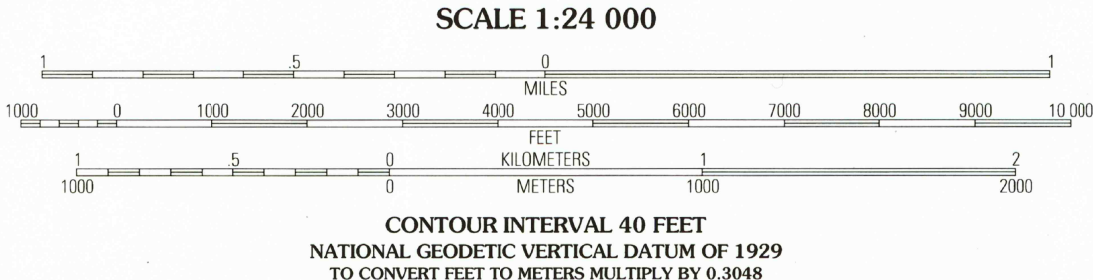 SCALE 1:24 000
1 .5 0 1
MILES
1000 0 1000 2000 3000 4000 5000 6000 7000 8000 9000 10 000
FEET
1 .5 0 KILOMETERS 1 2
1000 0 METERS 1000 2000
CONTOUR INTERVAL 40 FEET
NATIONAL GEODETIC VERTICAL DATUM OF 1929
TO CONVERT FEET TO METERS MULTIPLY BY 0.3048